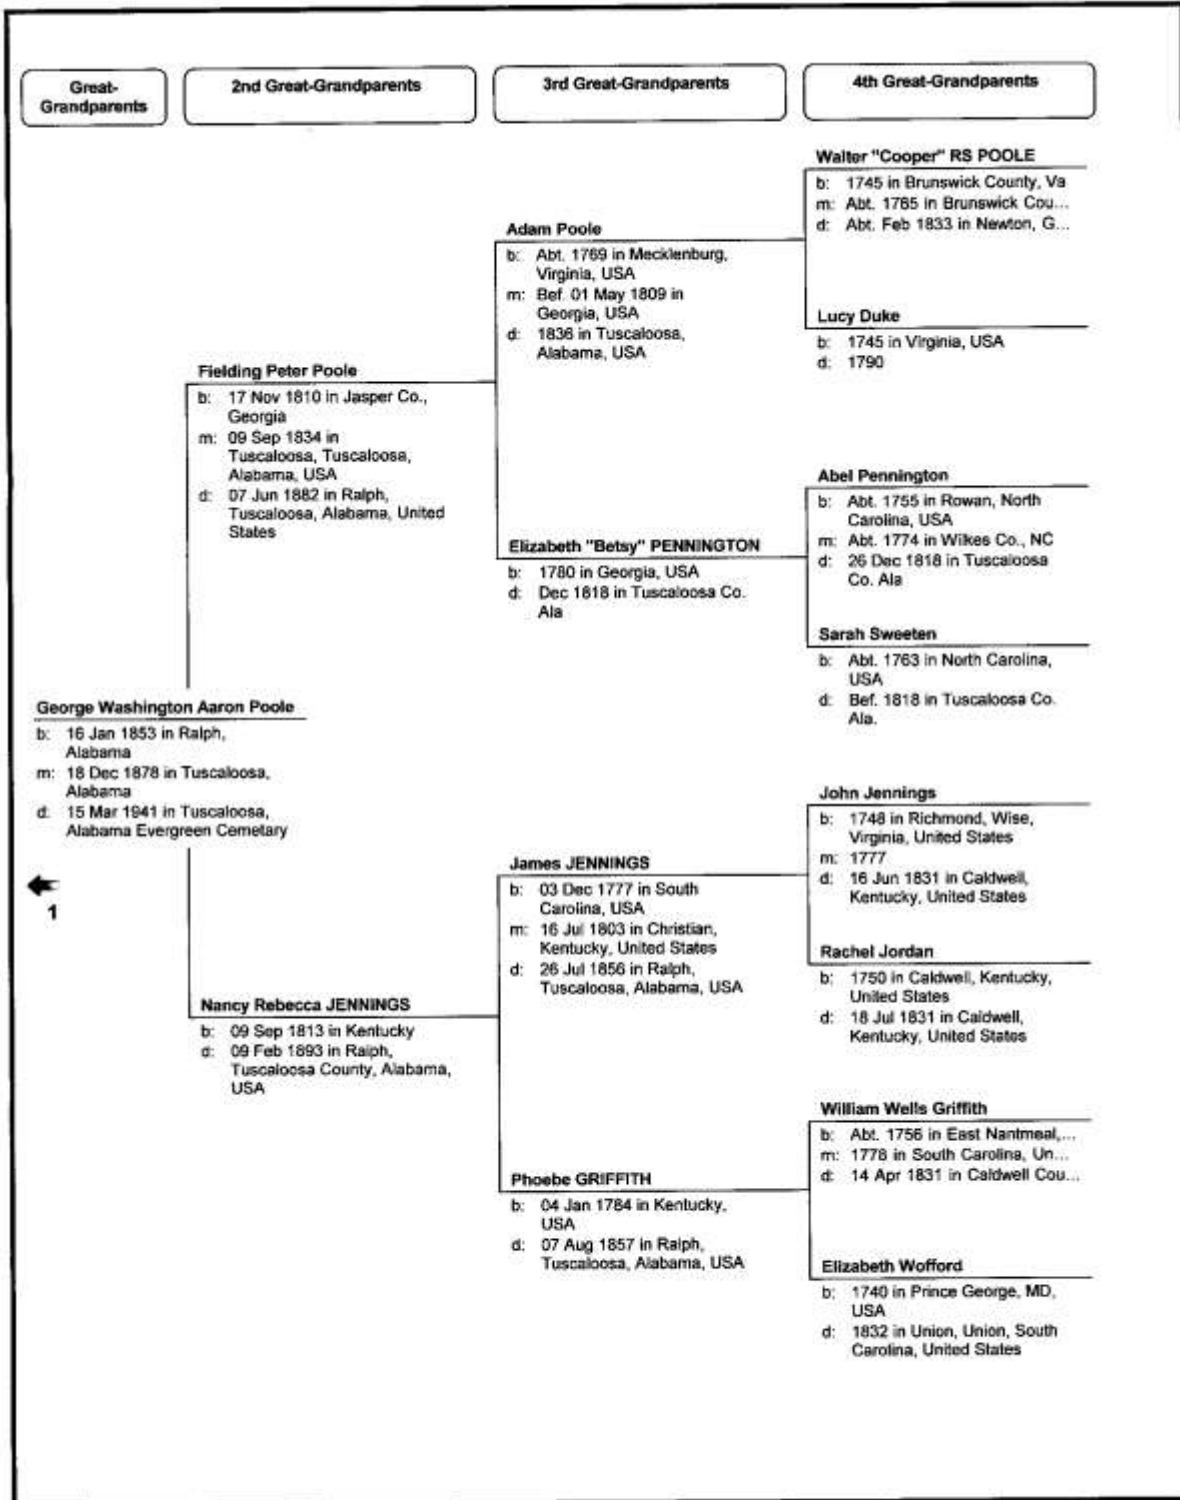 Great-
Grandparents
2nd Great-Grandparents
3rd Great-Grandparents
4th Great-Grandparents
Walter "Cooper" RS POOLE
b: 1745 in Brunswick County, Va
m: Abt. 1765 in Brunswick Cou...
d: Abt. Feb 1833 in Newton, G...
Adam Poole
b: Abt. 1769 in Mecklenburg,
Virginia, USA
m: Bef. 01 May 1809 in
Georgia, USA
d: 1836 in Tuscaloosa,
Alabama, USA
Lucy Duke
b: 1745 in Virginia, USA
d: 1790
Fielding Peter Poole
b: 17 Nov 1810 in Jasper Co.,
Georgia
m: 09 Sep 1834 in
Tuscaloosa, Tuscaloosa,
Alabama, USA
d: 07 Jun 1882 in Ralph,
Tuscaloosa, Alabama, United
States
Abel Pennington
b: Abt. 1755 in Rowan, North
Carolina, USA
m: Abt. 1774 in Wilkes Co., NC
d: 26 Dec 1818 in Tuscaloosa
Co. Ala
Elizabeth "Betsy" PENNINGTON
b: 1780 in Georgia, USA
d: Dec 1818 in Tuscaloosa Co.
Ala
Sarah Sweeten
b: Abt. 1763 in North Carolina,
USA
d: Bef. 1818 in Tuscaloosa Co.
Ala.
George Washington Aaron Poole
b: 16 Jan 1853 in Ralph,
Alabama
m: 18 Dec 1878 in Tuscaloosa,
Alabama
d: 15 Mar 1941 in Tuscaloosa,
Alabama Evergreen Cemetary
1
John Jennings
b: 1748 in Richmond, Wise,
Virginia, United States
m: 1777
d: 16 Jun 1831 in Caldwell,
Kentucky, United States
James JENNINGS
b: 03 Dec 1777 in South
Carolina, USA
m: 16 Jul 1803 in Christian,
Kentucky, United States
d: 26 Jul 1856 in Ralph,
Tuscaloosa, Alabama, USA
Rachel Jordan
b: 1750 in Caldwell, Kentucky,
United States
d: 18 Jul 1831 in Caldwell,
Kentucky, United States
Nancy Rebecca JENNINGS
b: 09 Sep 1813 in Kentucky
d: 09 Feb 1893 in Ralph,
Tuscaloosa County, Alabama,
USA
William Wells Griffith
b: Abt. 1756 in East Nantmeal,...
m: 1778 in South Carolina, Un...
d: 14 Apr 1831 in Caldwell Cou...
Phoebe GRIFFITH
b: 04 Jan 1784 in Kentucky,
USA
d: 07 Aug 1857 in Ralph,
Tuscaloosa, Alabama, USA
Elizabeth Wofford
b: 1740 in Prince George, MD,
USA
d: 1832 in Union, Union, South
Carolina, United States